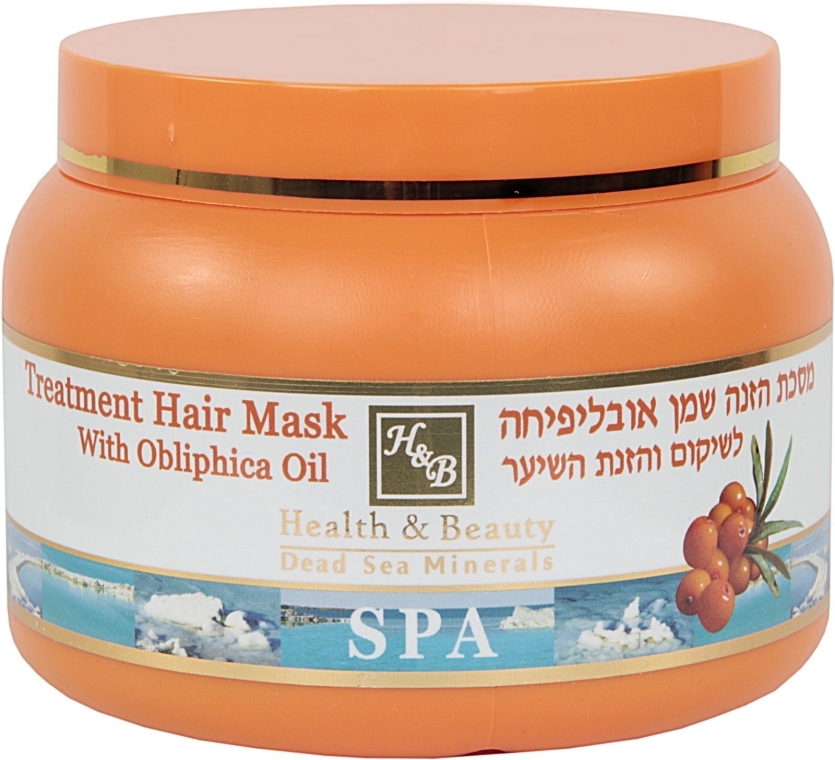 Treatment Hair Mask
With Obliphica Oil
H&B
מסכת הזנה שמן אובליפיחה
לשיקום והזנת השיער
Health & Beauty
Dead Sea Minerals
SPA